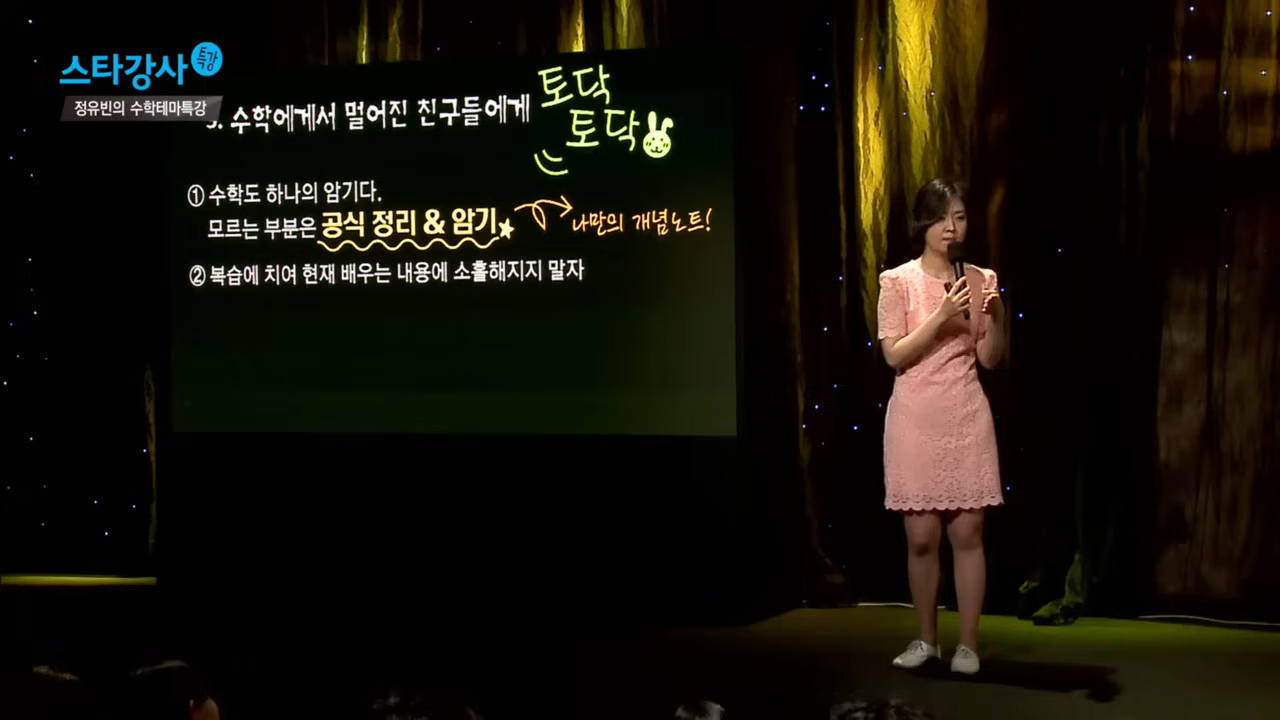 스타강사 특강
정유빈의 수학테마특강
수학에게서 멀어진 친구들에게 토닥
토닥
① 수학도 하나의 암기다.
모르는 부분은 공식 정리 & 암기 나만의 개념노트!
② 복습에 치여 현재 배우는 내용에 소홀해지지 말자